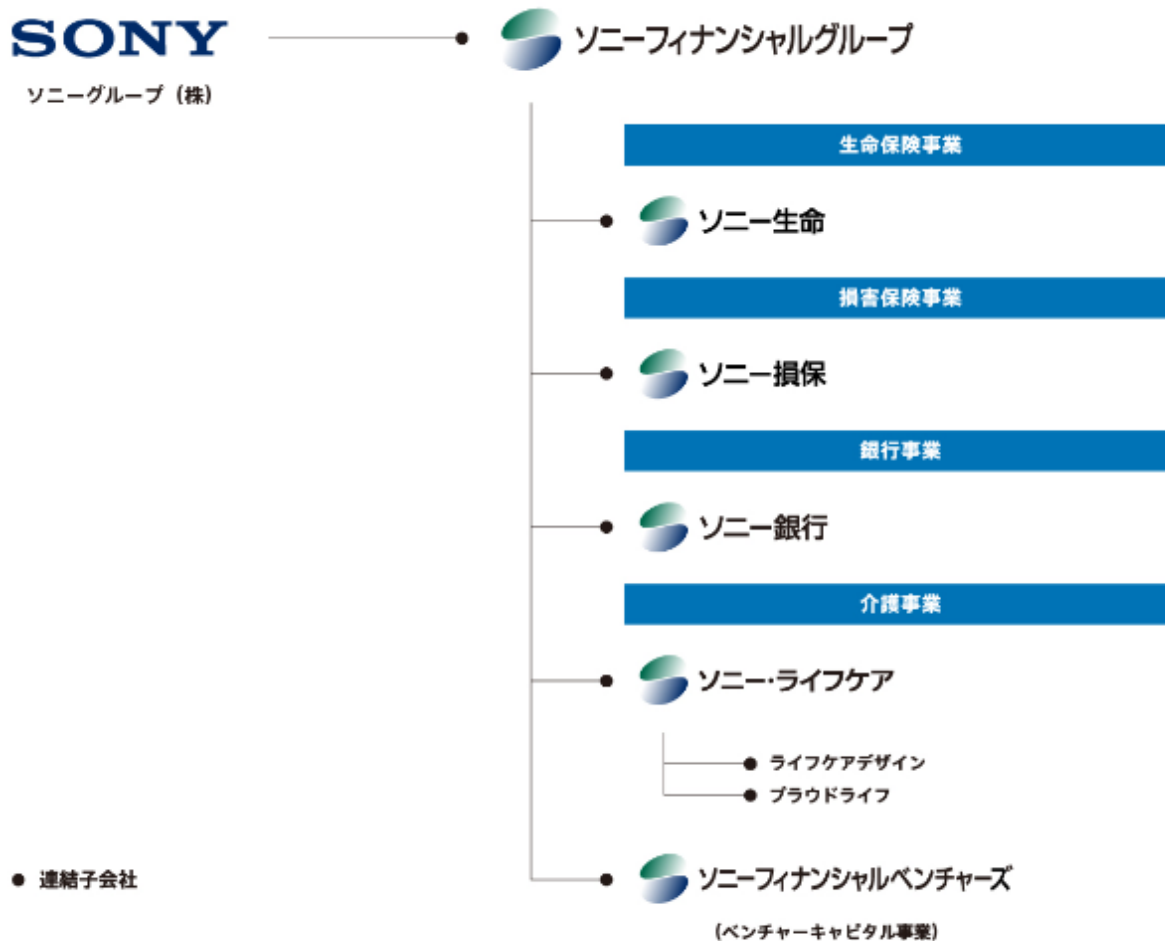 SONY
ソニーグループ（株）
ソニーフィナンシャルグループ
生命保険事業
ソニー生命
損害保険事業
ソニー損保
銀行事業
ソニー銀行
介護事業
ソニー・ライフケア
ライフケアデザイン
プラウドライフ
ソニーフィナンシャルベンチャーズ
（ベンチャーキャピタル事業）
● 連結子会社